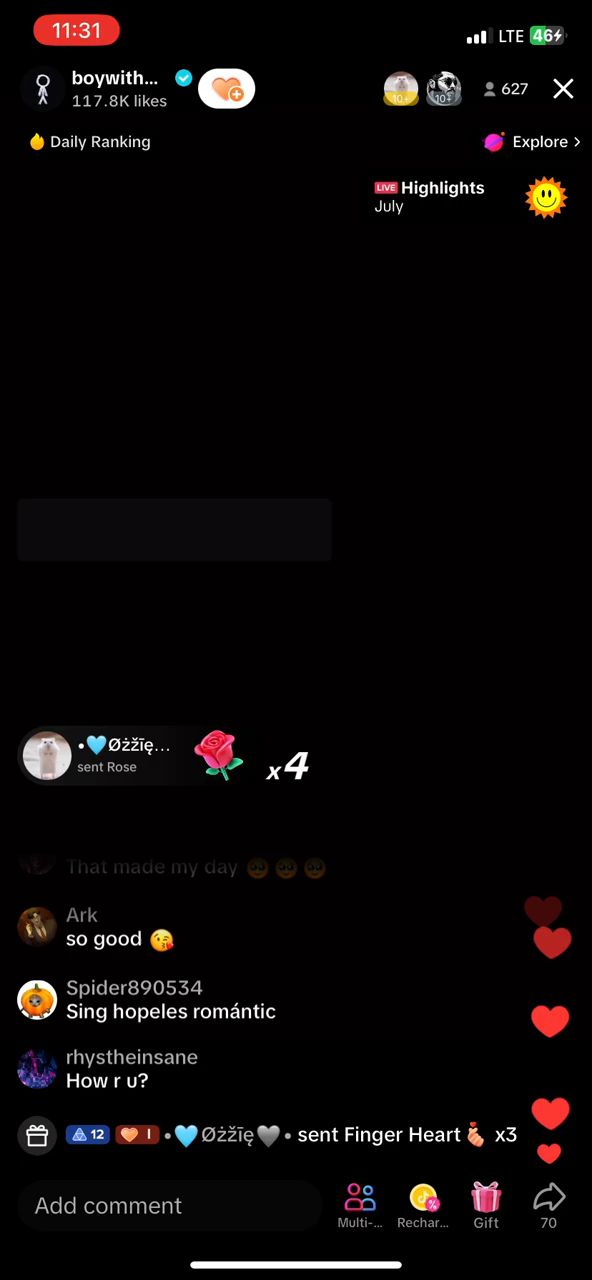 11:31
LTE 46
boywith...
117.8K likes
10+
10+
627
Daily Ranking
Explore >
LIVE Highlights
July
•🩵Øżžīę...
sent Rose
x4
That made my day 🥹🥹🥹
Ark
so good 😘
Spider890534
Sing hopeles romántic
rhystheinsane
How r u?
12 I •🩵Øżžīę🩶• sent Finger Heart x3
Add comment
Multi-...
Rechar...
Gift
70